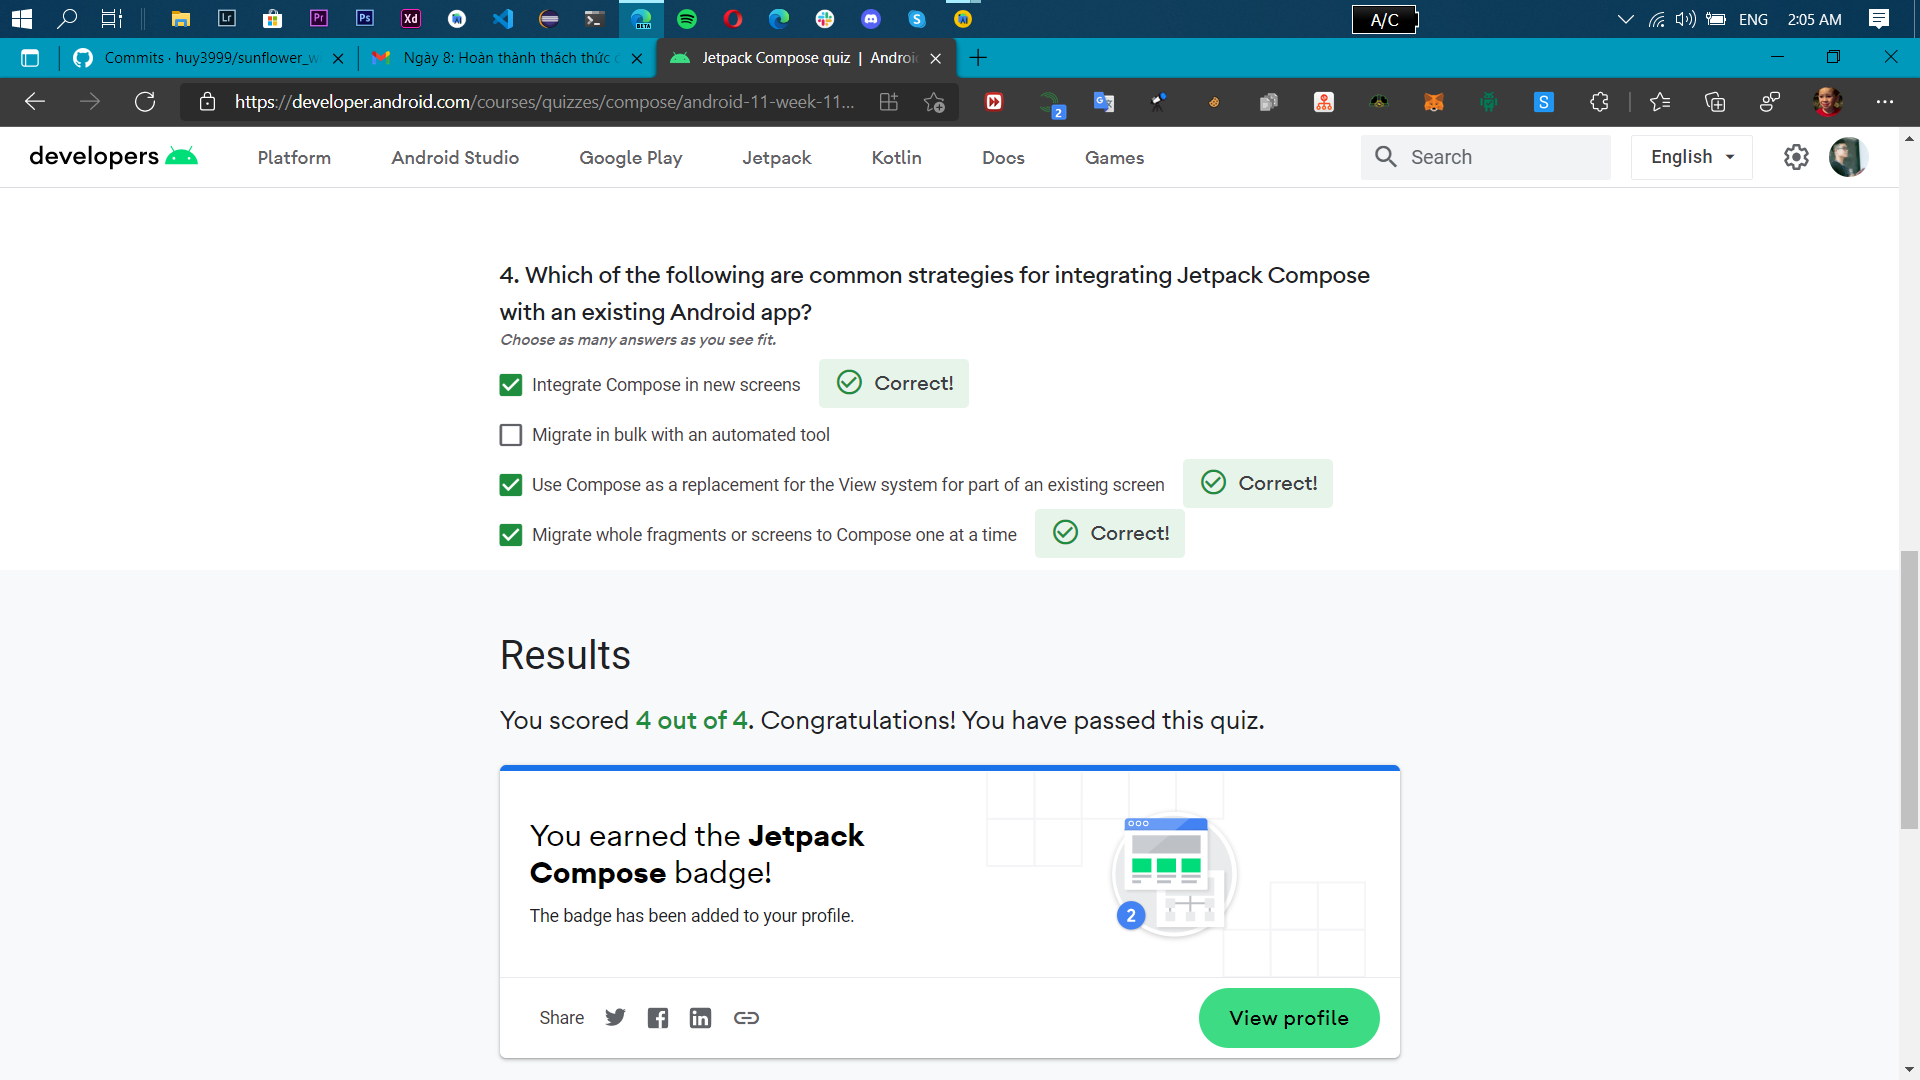 A/C
ENG
2:05 AM
Commits · huy3999/sunflower_w
Ngày 8: Hoàn thành thách thức c
Jetpack Compose quiz | Androi
https://developer.android.com/courses/quizzes/compose/android-11-week-11...
developers
Platform
Android Studio
Google Play
Jetpack
Kotlin
Docs
Games
Search
English
4. Which of the following are common strategies for integrating Jetpack Compose
with an existing Android app?
Choose as many answers as you see fit.
Integrate Compose in new screens
Correct!
Migrate in bulk with an automated tool
Use Compose as a replacement for the View system for part of an existing screen
Correct!
Migrate whole fragments or screens to Compose one at a time
Correct!
Results
You scored 4 out of 4. Congratulations! You have passed this quiz.
You earned the Jetpack
Compose badge!
The badge has been added to your profile.
2
Share
View profile